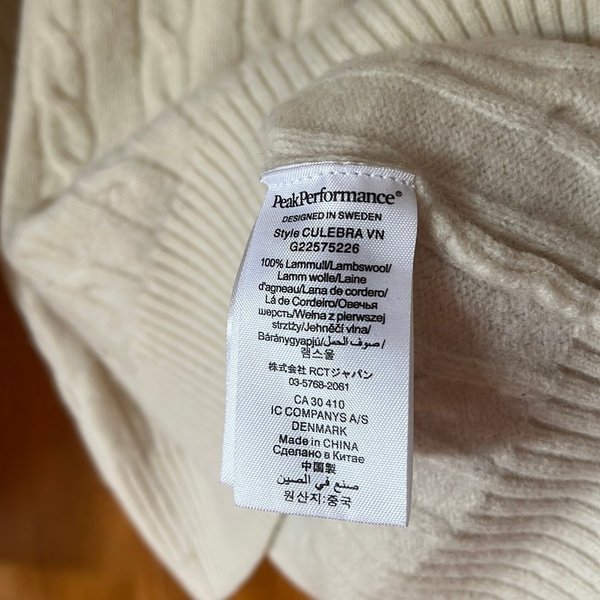 PeakPerformance®
DESIGNED IN SWEDEN
Style CULEBRA VN
G22575226
100% Lammull/Lambswool/
Lamm wolle/Laine
d'agneau/Lana de cordero/
Lã de Cordeiro/Овечья
шерсть/Wełna z pierwszej
strztży/Jehněčí vlna/
Báránygyapjú/صوف الحمل/
램스울
株式会社 RCTジャパン
03-5768-2061
CA 30 410
IC COMPANYS A/S
DENMARK
Made in CHINA
Сделано в Китае
中国製
صنع في الصين
원산지:중국